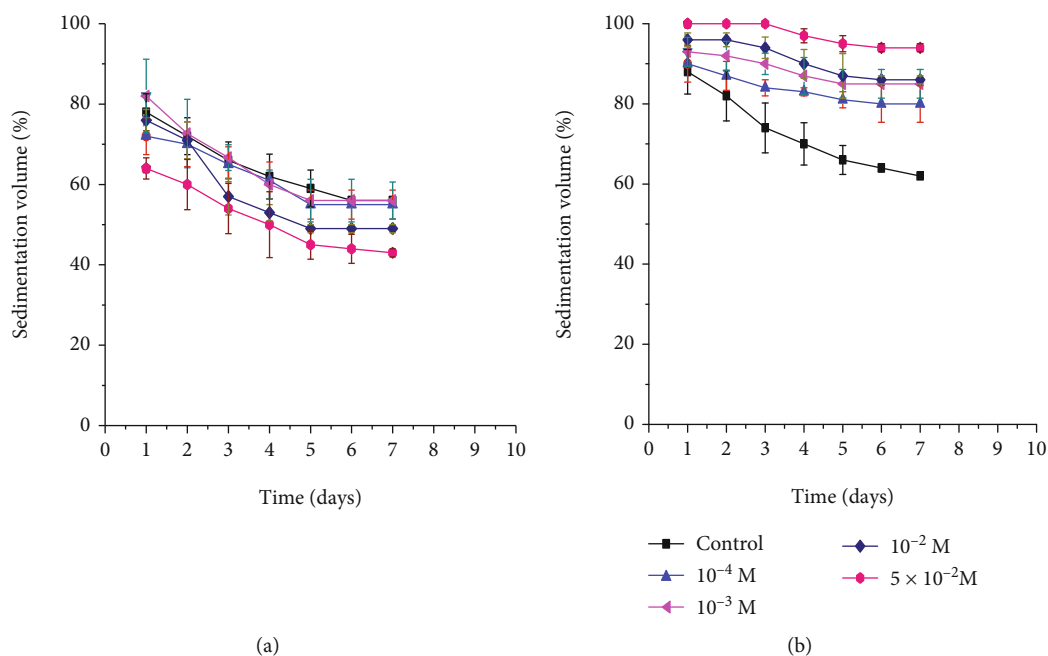 100
80
60
40
20
0
Sedimentation volume (%)
0 1 2 3 4 5 6 7 8 9 10
Time (days)
(a)
100
80
60
40
20
0
Sedimentation volume (%)
0 1 2 3 4 5 6 7 8 9 10
Time (days)
Control
10⁻⁴ M
10⁻³ M
10⁻² M
5 × 10⁻²M
(b)